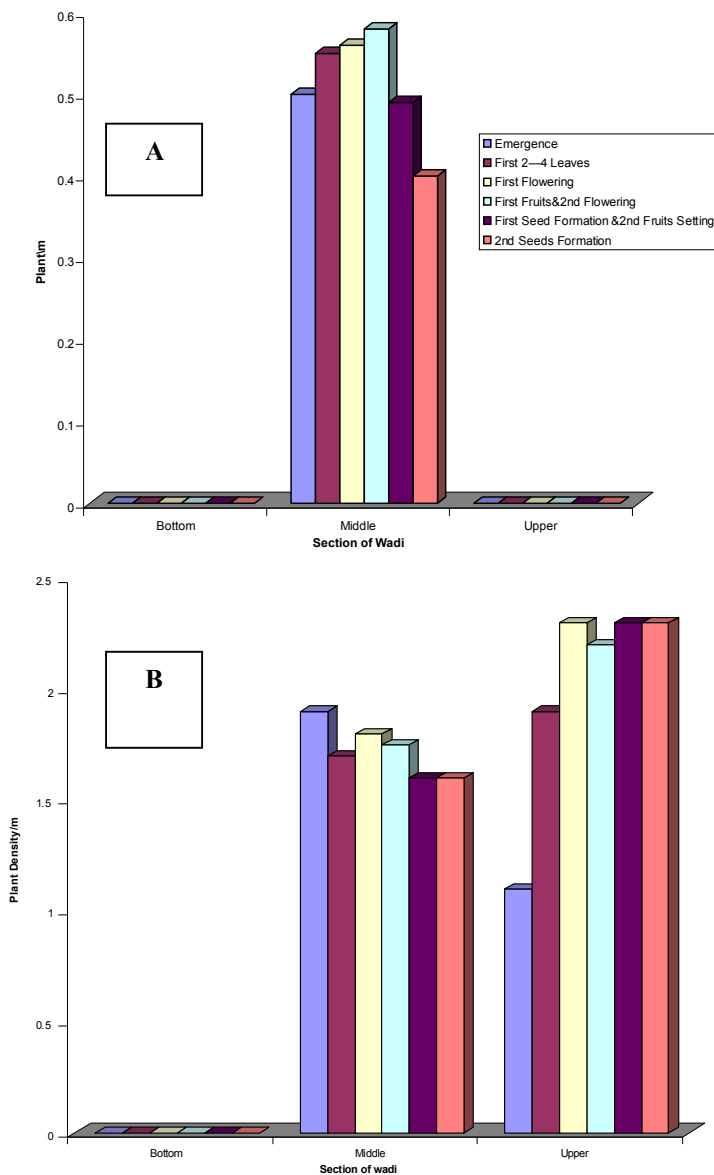 0.6
0.5
0.4
0.3
0.2
0.1
0
Plant\m
A
Emergence
First 2—4 Leaves
First Flowering
First Fruits&2nd Flowering
First Seed Formation &2nd Fruits Setting
2nd Seeds Formation
Bottom Middle Upper
Section of Wadi
2.5
2
1.5
1
0.5
0
Plant Density/m
B
Bottom Middle Upper
Section of wadi